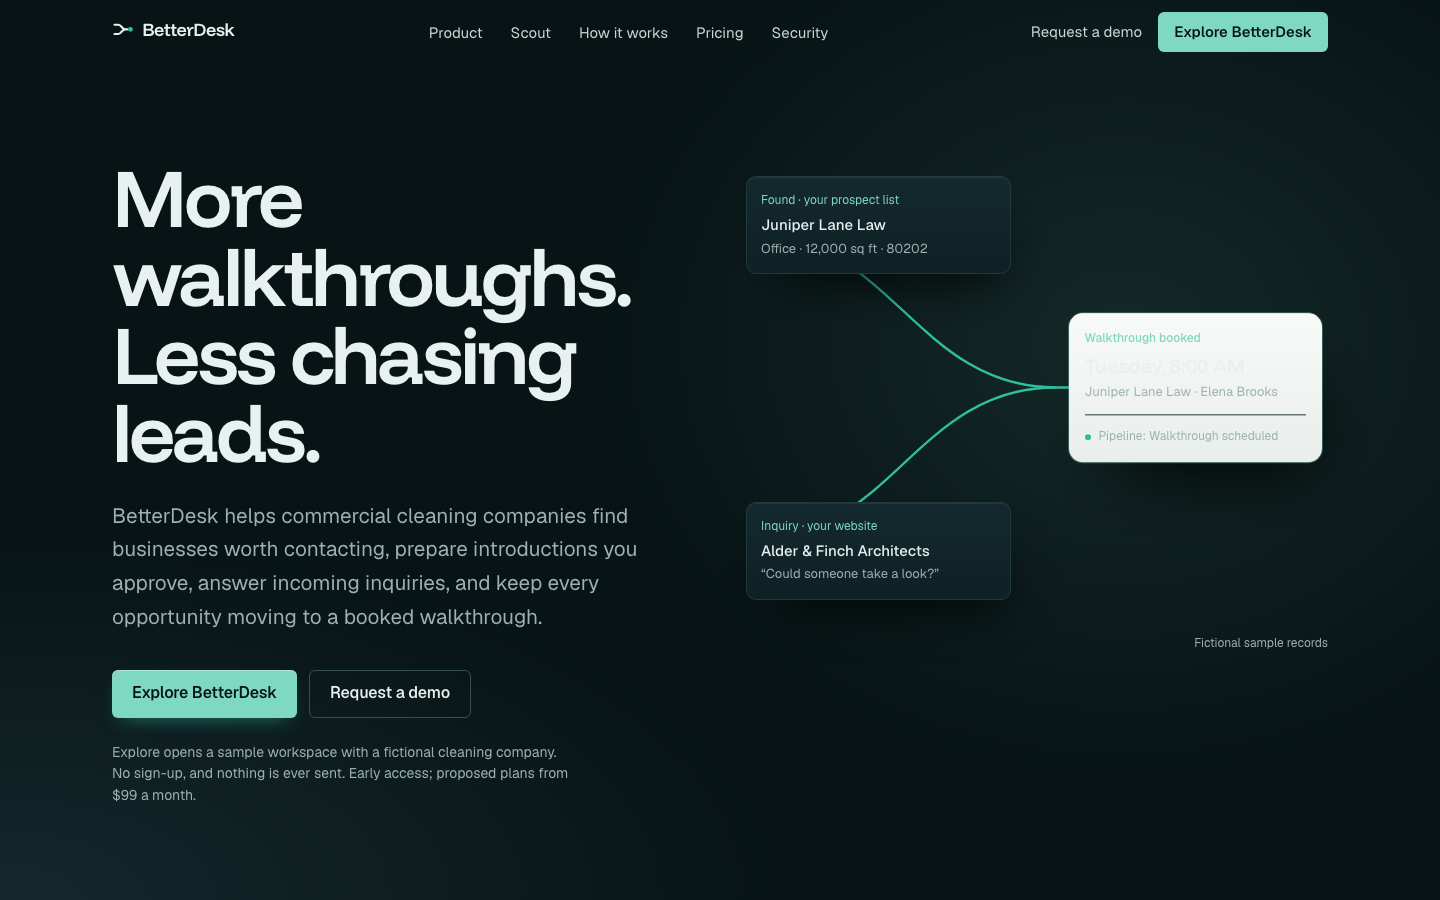 BetterDesk
Product
Scout
How it works
Pricing
Security
Request a demo
Explore BetterDesk
More
walkthroughs.
Less chasing
leads.
BetterDesk helps commercial cleaning companies find
businesses worth contacting, prepare introductions you
approve, answer incoming inquiries, and keep every
opportunity moving to a booked walkthrough.
Explore BetterDesk
Request a demo
Explore opens a sample workspace with a fictional cleaning company.
No sign-up, and nothing is ever sent. Early access; proposed plans from
$99 a month.
Found · your prospect list
Juniper Lane Law
Office · 12,000 sq ft · 80202
Walkthrough booked
Tuesday, 8:00 AM
Juniper Lane Law · Elena Brooks
Pipeline: Walkthrough scheduled
Inquiry · your website
Alder & Finch Architects
“Could someone take a look?”
Fictional sample records